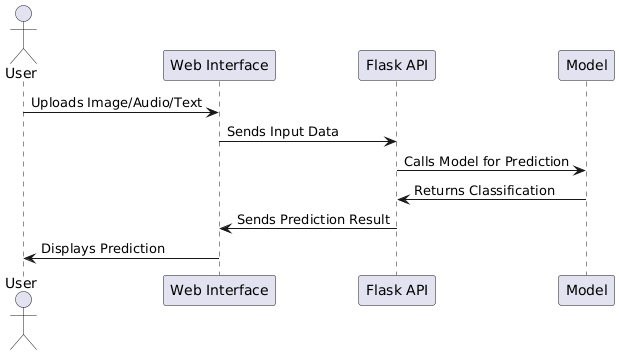 User
Web Interface
Flask API
Model
Uploads Image/Audio/Text
Sends Input Data
Calls Model for Prediction
Returns Classification
Sends Prediction Result
Displays Prediction
User
Web Interface
Flask API
Model